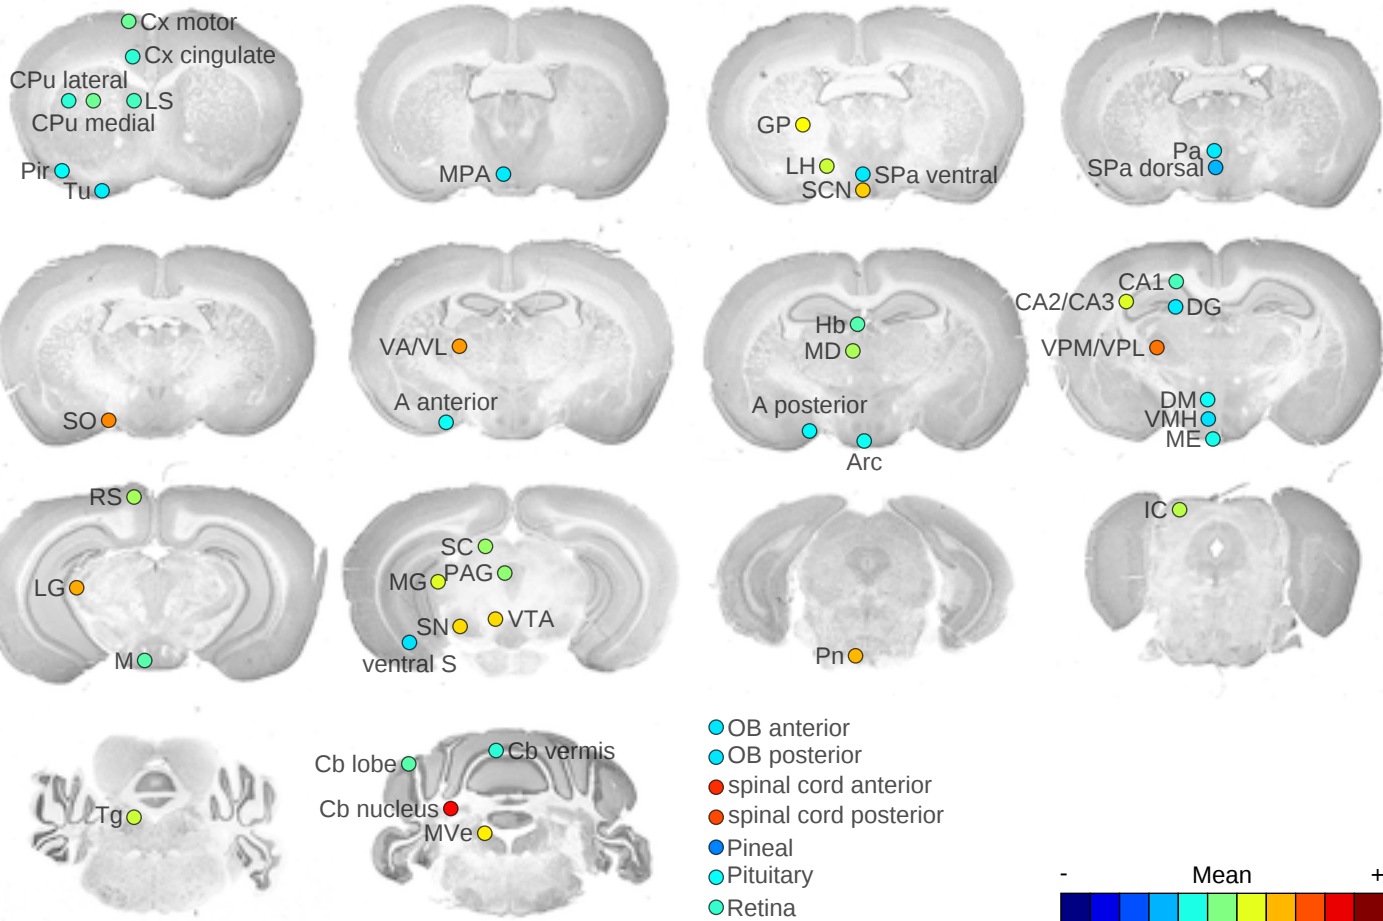 Cx motor
Cx cingulate
CPu lateral
LS
CPu medial
Pir
Tu
MPA
GP
LH
SPa ventral
SCN
Pa
SPa dorsal
SO
VA/VL
A anterior
Hb
MD
A posterior
Arc
CA1
CA2/CA3
DG
VPM/VPL
DM
VMH
ME
RS
LG
M
SC
PAG
MG
VTA
SN
ventral S
Pn
IC
Tg
Cb vermis
Cb lobe
Cb nucleus
MVe
OB anterior
OB posterior
spinal cord anterior
spinal cord posterior
Pineal
Pituitary
Retina
- Mean +